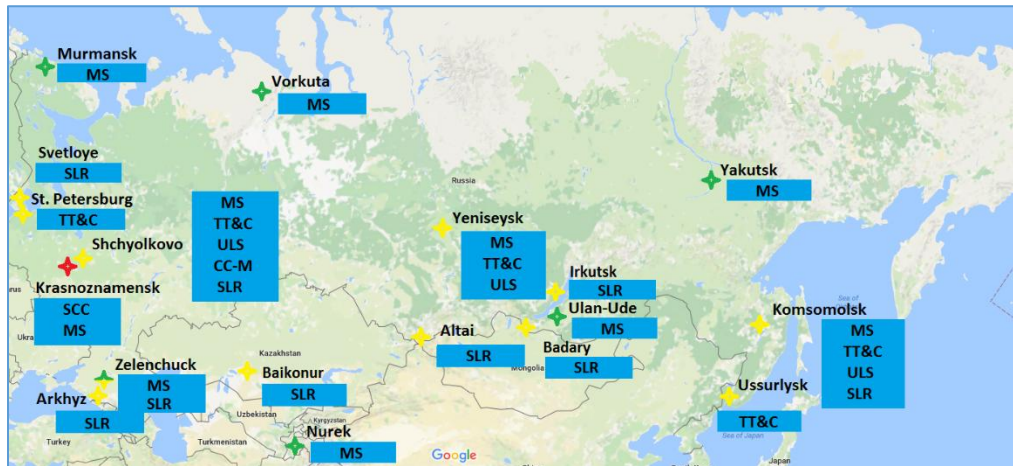 Murmansk
MS
Vorkuta
MS
Svetloye
SLR
St. Petersburg
TT&C
Shchyolkovo
MS
TT&C
ULS
CC-M
SLR
Krasnoznamensk
SCC
MS
Russia
Yeniseysk
MS
TT&C
ULS
Yakutsk
MS
Irkutsk
SLR
Ulan-Ude
MS
Komsomolsk
MS
TT&C
ULS
SLR
Zelenchuck
MS
SLR
Arkhyz
SLR
Kazakhstan
Baikonur
SLR
Altai
SLR
Badary
SLR
Mongolia
Ussurlysk
TT&C
Sea of Japan
Japan
Ukra
Turkey
Uzbekistan
Turkmenistan
Kyrgyzstan
Nurek
MS
Google